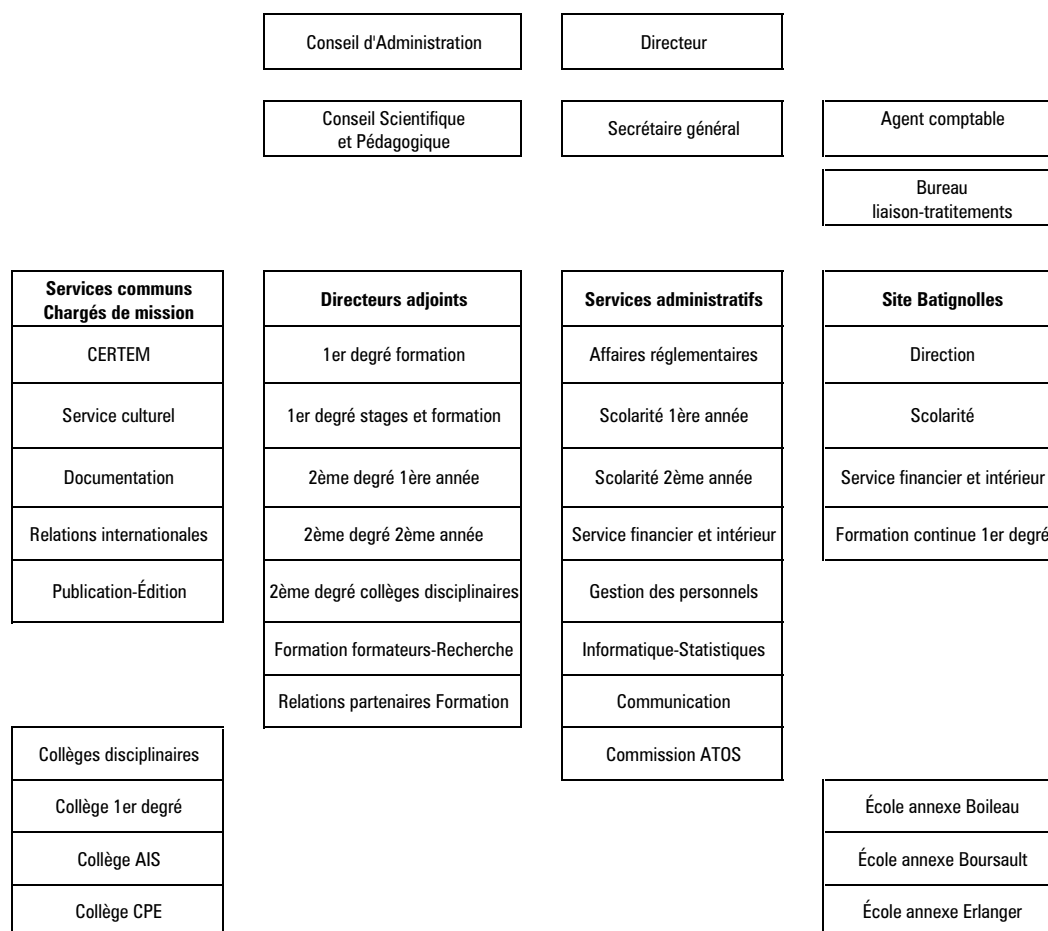 Conseil d'Administration
Directeur
Conseil Scientifique
et Pédagogique
Secrétaire général
Agent comptable
Bureau
liaison-tratitements
Services communs
Chargés de mission
CERTEM
Service culturel
Documentation
Relations internationales
Publication-Édition
Directeurs adjoints
1er degré formation
1er degré stages et formation
2ème degré 1ère année
2ème degré 2ème année
2ème degré collèges disciplinaires
Formation formateurs-Recherche
Relations partenaires Formation
Services administratifs
Affaires réglementaires
Scolarité 1ère année
Scolarité 2ème année
Service financier et intérieur
Gestion des personnels
Informatique-Statistiques
Communication
Commission ATOS
Site Batignolles
Direction
Scolarité
Service financier et intérieur
Formation continue 1er degré
Collèges disciplinaires
Collège 1er degré
Collège AIS
Collège CPE
École annexe Boileau
École annexe Boursault
École annexe Erlanger